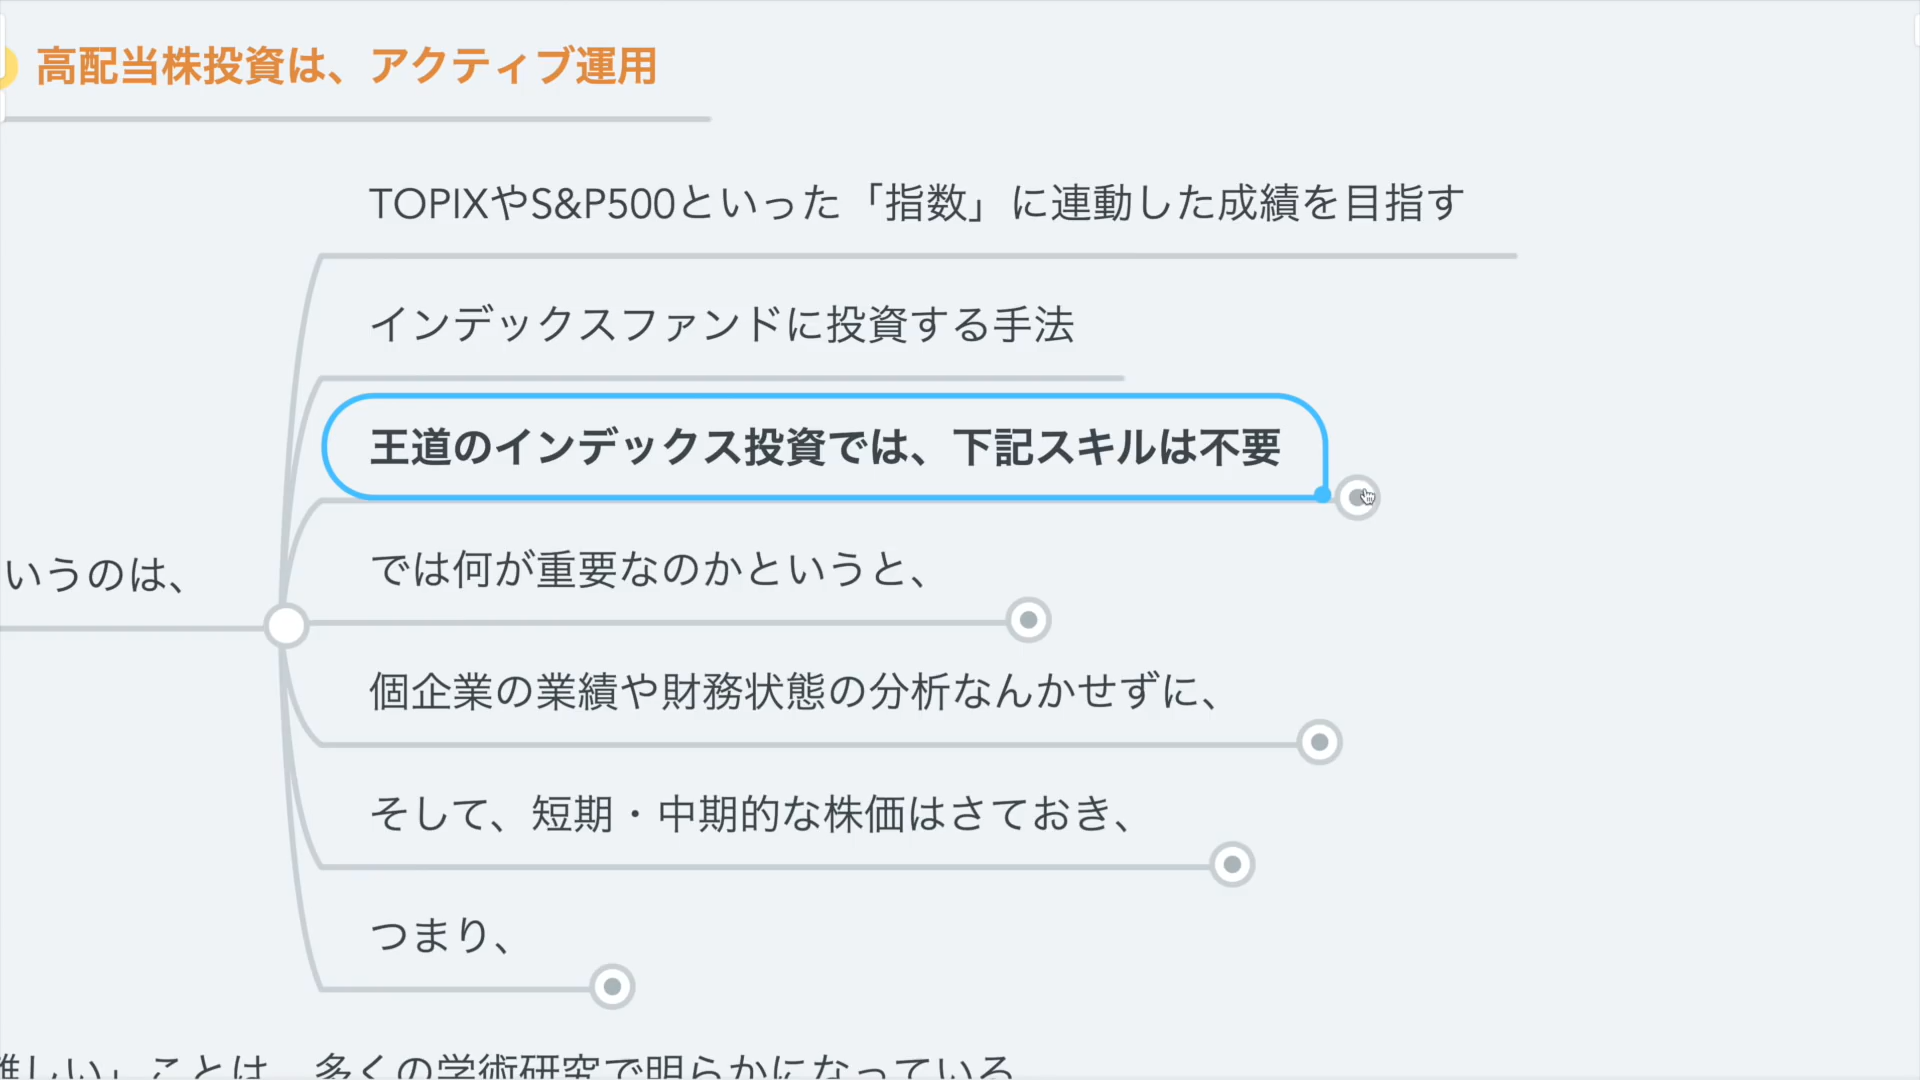 高配当株投資は、アクティブ運用
TOPIXやS&P500といった「指数」に連動した成績を目指す
インデックスファンドに投資する手法
王道のインデックス投資では、下記スキルは不要
では何が重要なのかというと、
いうのは、
個企業の業績や財務状態の分析なんかせずに、
そして、短期・中期的な株価はさておき、
つまり、
難しい」ことは、多くの学術研究で明らかになっている